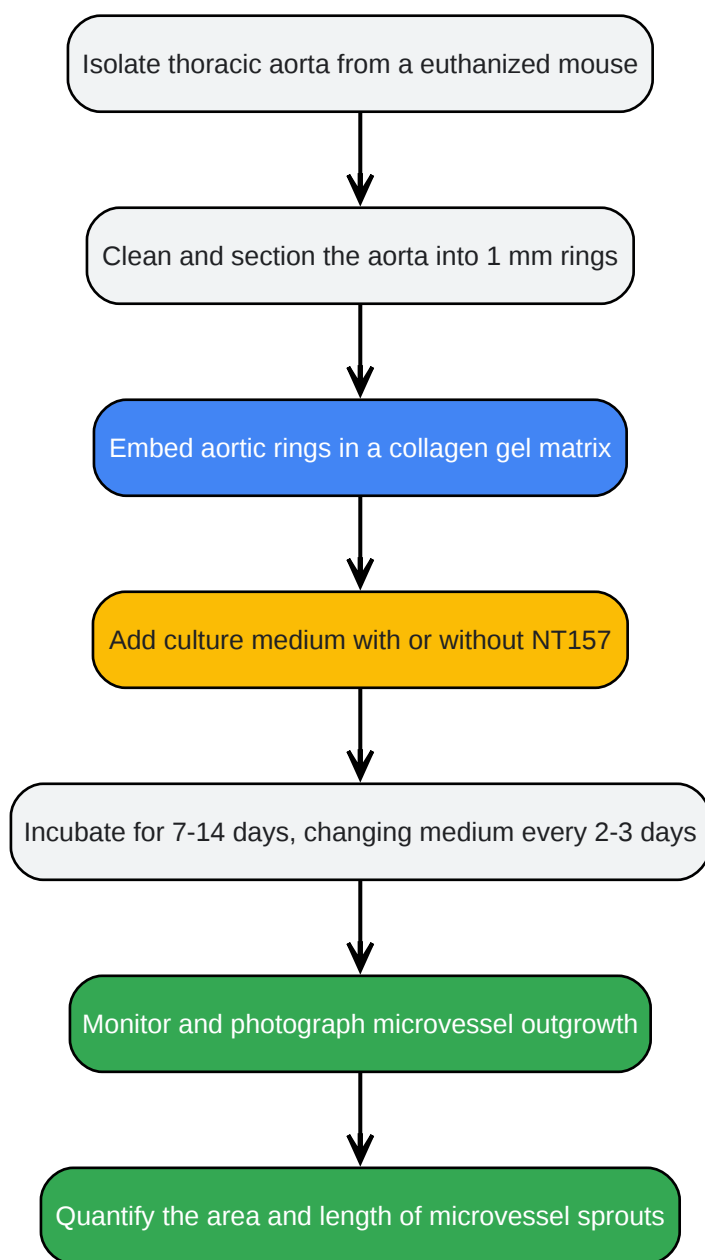 Isolate thoracic aorta from a euthanized mouse
Clean and section the aorta into 1 mm rings
Embed aortic rings in a collagen gel matrix
Add culture medium with or without NT157
Incubate for 7-14 days, changing medium every 2-3 days
Monitor and photograph microvessel outgrowth
Quantify the area and length of microvessel sprouts